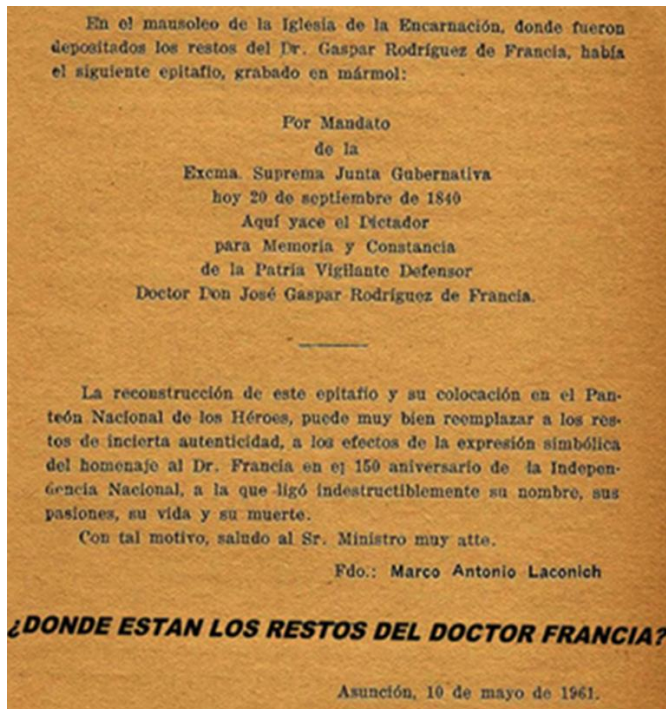 En el mausoleo de la Iglesia de la Encarnación, donde fueron
depositados los restos del Dr. Gaspar Rodríguez de Francia, había
el siguiente epitafio, grabado en mármol:
Por Mandato
de la
Excma. Suprema Junta Gubernativa
hoy 20 de septiembre de 1840
Aquí yace el Dictador
para Memoria y Constancia
de la Patria Vigilante Defensor
Doctor Don José Gaspar Rodríguez de Francia.
La reconstrucción de este epitafio y su colocación en el Pan-
teón Nacional de los Héroes, puede muy bien reemplazar a los res-
tos de incierta autenticidad, a los efectos de la expresión simbólica
del homenaje al Dr. Francia en el 150 aniversario de la Indepen-
dencia Nacional, a la que ligó indestructiblemente su nombre, sus
pasiones, su vida y su muerte.
Con tal motivo, saludo al Sr. Ministro muy atte.
Fdo.: Marco Antonio Laconich
¿DONDE ESTAN LOS RESTOS DEL DOCTOR FRANCIA?
Asunción, 10 de mayo de 1961.